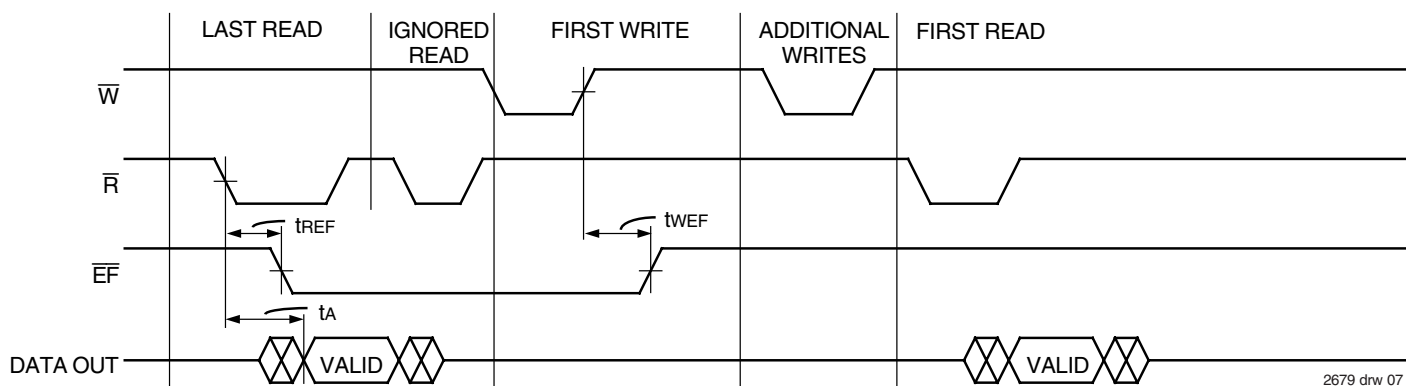 LAST READ
IGNORED
READ
FIRST WRITE
ADDITIONAL
WRITES
FIRST READ
W̅
R̅
tREF
tWEF
E̅F̅
tA
DATA OUT
VALID
VALID
2679 drw 07